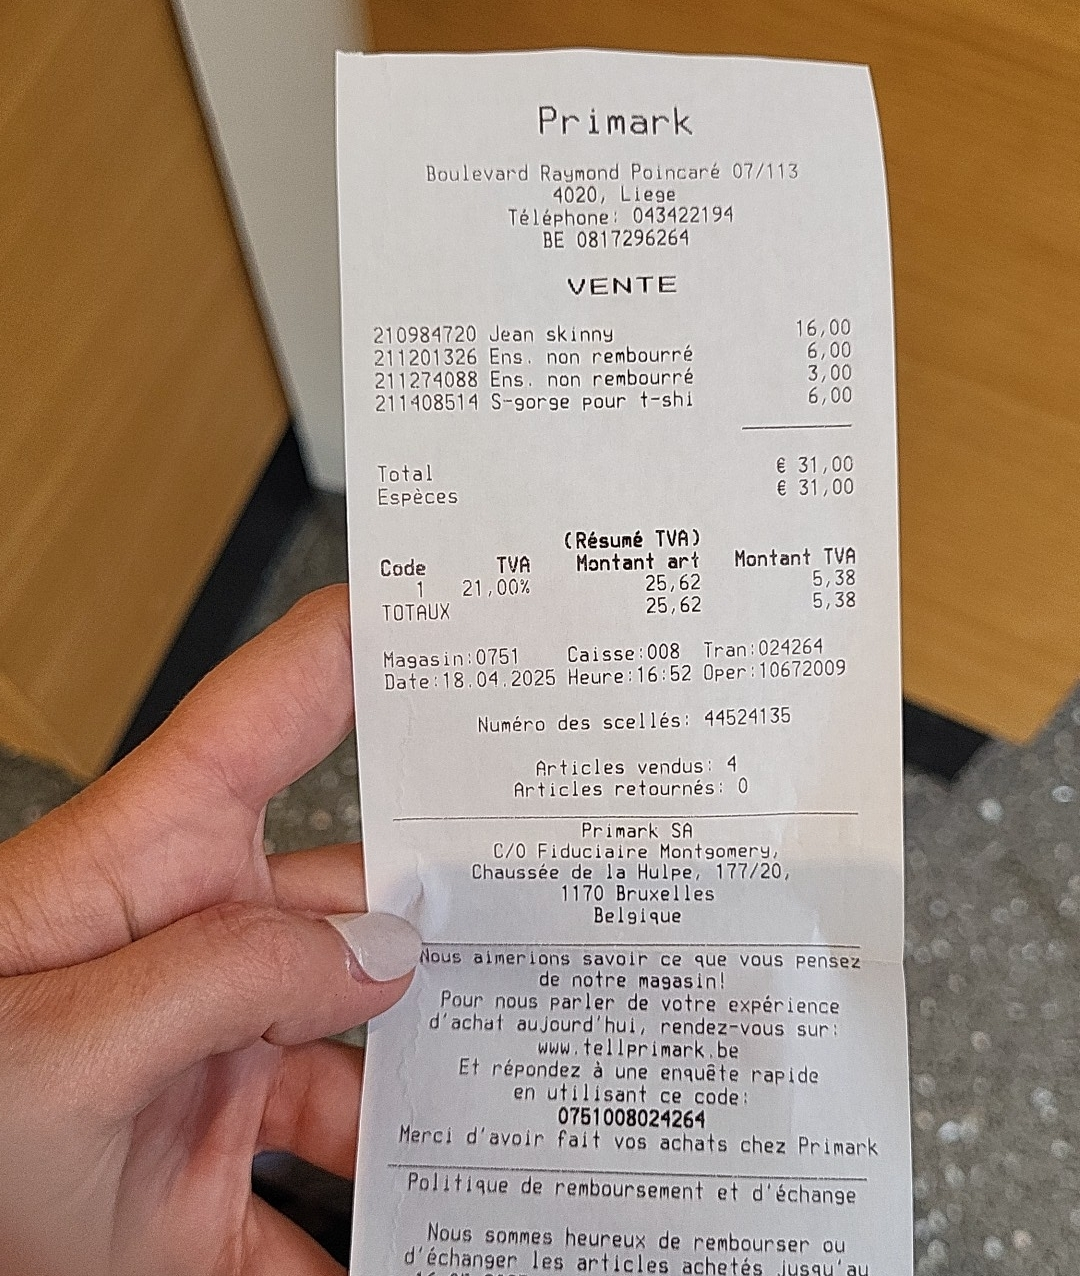 Primark
Boulevard Raymond Poincaré 07/113
4020, Liege
Téléphone: 043422194
BE 0817296264
VENTE
210984720 Jean skinny 16,00
211201326 Ens. non rembourré 6,00
211274088 Ens. non rembourré 3,00
211408514 S-gorge pour t-shi 6,00
Total € 31,00
Espèces € 31,00
(Résumé TVA)
Code TVA Montant art Montant TVA
1 21,00% 25,62 5,38
TOTAUX 25,62 5,38
Magasin:0751 Caisse:008 Tran:024264
Date:18.04.2025 Heure:16:52 Oper:10672009
Numéro des scellés: 44524135
Articles vendus: 4
Articles retournés: 0
Primark SA
C/O Fiduciaire Montgomery,
Chaussée de la Hulpe, 177/20,
1170 Bruxelles
Belgique
Nous aimerions savoir ce que vous pensez
de notre magasin!
Pour nous parler de votre expérience
d'achat aujourd'hui, rendez-vous sur:
www.tellprimark.be
Et répondez à une enquête rapide
en utilisant ce code:
0751008024264
Merci d'avoir fait vos achats chez Primark
Politique de remboursement et d'échange
Nous sommes heureux de rembourser ou
d'échanger les articles achetés jusqu'au